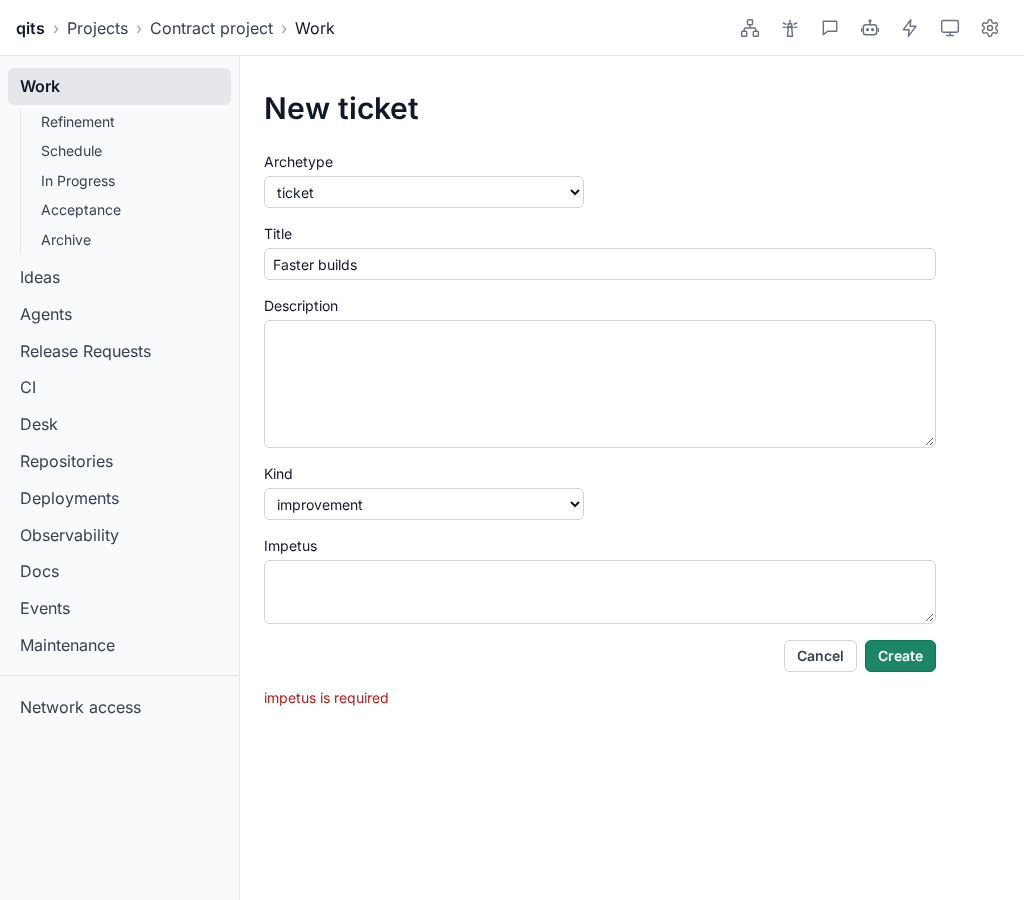 qits › Projects › Contract project › Work
Work
Refinement
Schedule
In Progress
Acceptance
Archive
Ideas
Agents
Release Requests
CI
Desk
Repositories
Deployments
Observability
Docs
Events
Maintenance
Network access
New ticket
Archetype
ticket
Title
Faster builds
Description
Kind
improvement
Impetus
Cancel Create
impetus is required